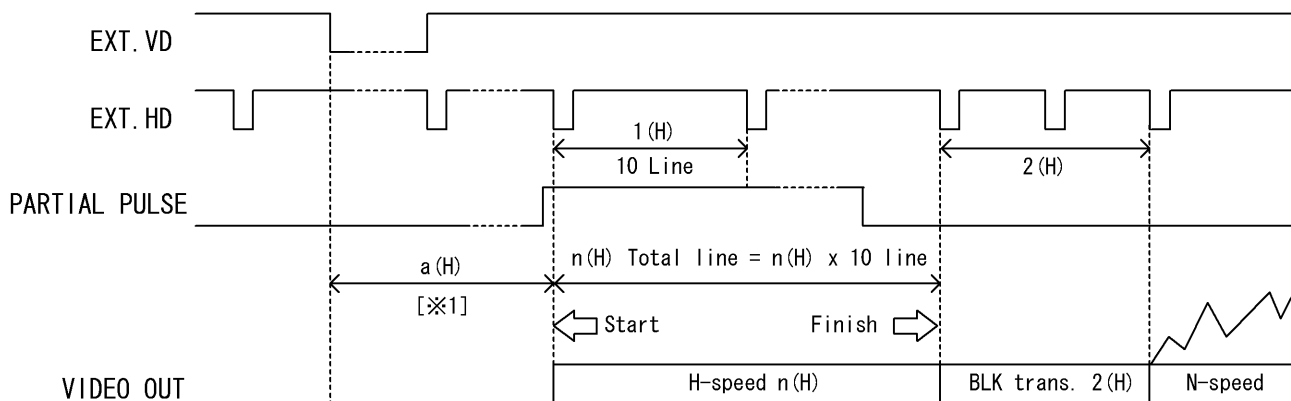 EXT.VD
EXT.HD
1(H)
10 Line
2(H)
PARTIAL PULSE
a(H)
n(H) Total line = n(H) x 10 line
[※1]
Start
Finish
VIDEO OUT
H-speed n(H)
BLK trans. 2(H)
N-speed